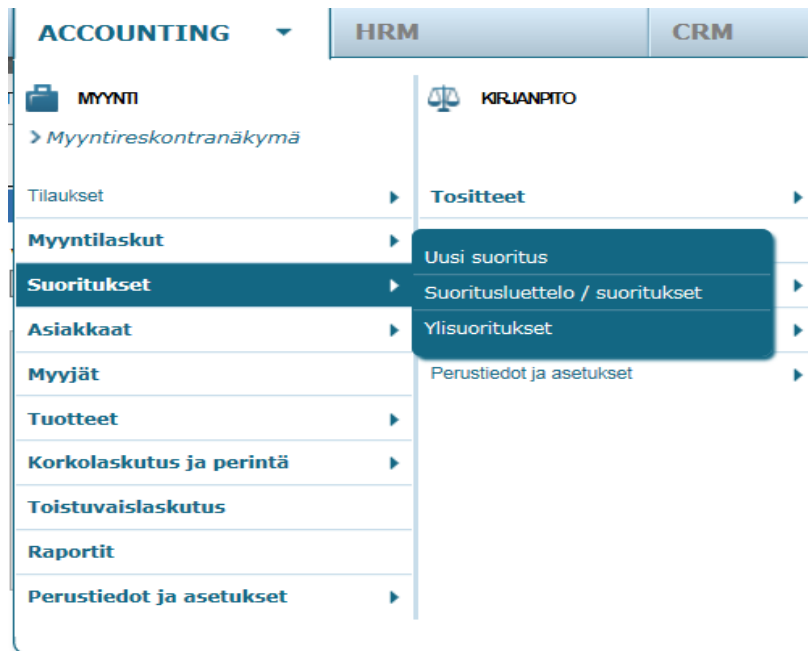 ACCOUNTING
HRM
CRM
MYYNTI
> Myyntireskontranäkymä
Tilaukset
Myyntilaskut
Suoritukset
Asiakkaat
Myyjät
Tuotteet
Korkolaskutus ja perintä
Toistuvaislaskutus
Raportit
Perustiedot ja asetukset
KIRJANPITO
Tositteet
Uusi suoritus
Suoritusluettelo / suoritukset
Ylisuoritukset
Perustiedot ja asetukset